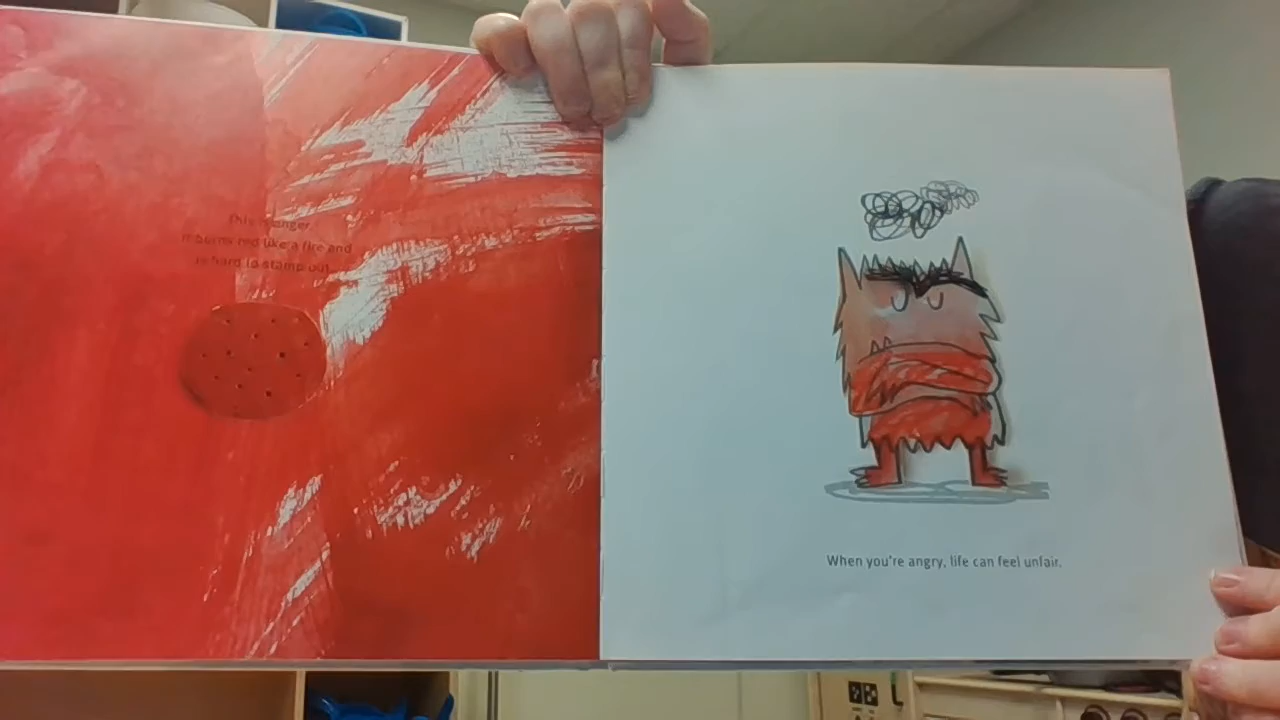 This is anger.
It burns red like a fire and
is hard to stamp out.
When you're angry, life can feel unfair.